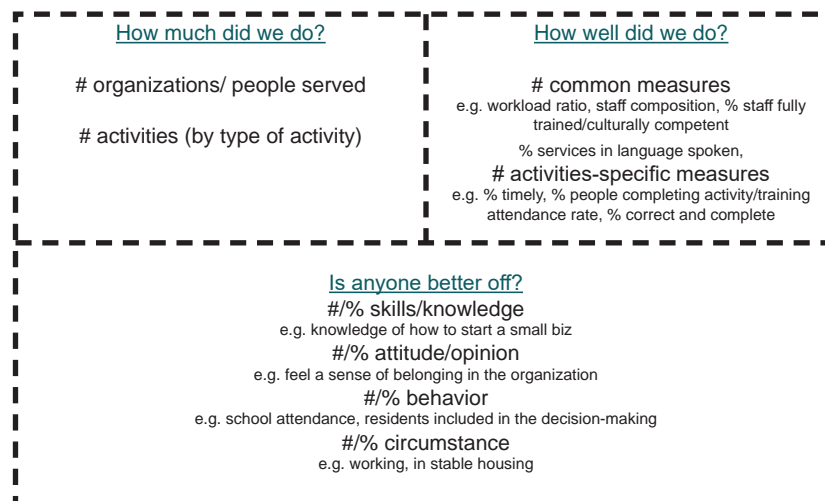 How much did we do?
# organizations/ people served
# activities (by type of activity)
How well did we do?
# common measures
e.g. workload ratio, staff composition, % staff fully
trained/culturally competent
% services in language spoken,
# activities-specific measures
e.g. % timely, % people completing activity/training
attendance rate, % correct and complete
Is anyone better off?
#/% skills/knowledge
e.g. knowledge of how to start a small biz
#/% attitude/opinion
e.g. feel a sense of belonging in the organization
#/% behavior
e.g. school attendance, residents included in the decision-making
#/% circumstance
e.g. working, in stable housing